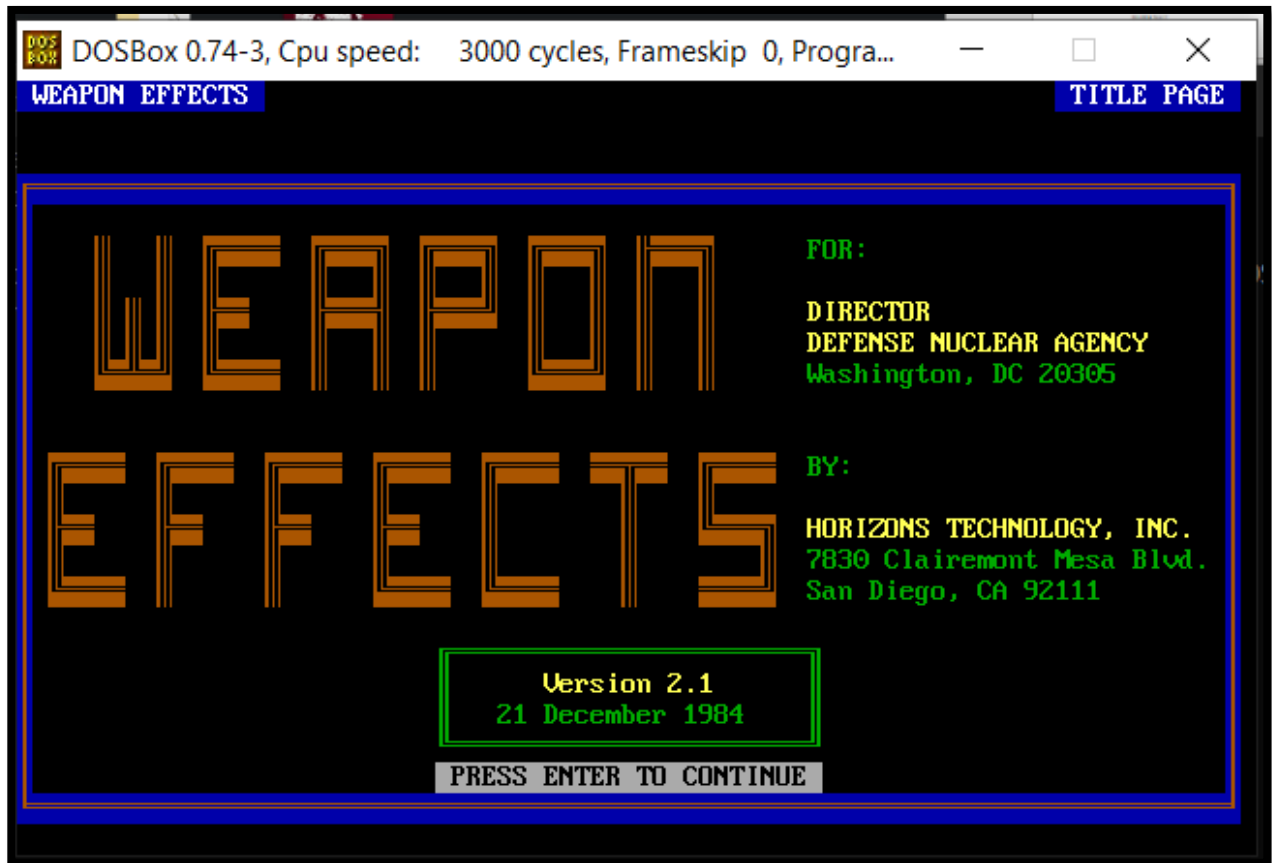 DOS
BOX
DOSBox 0.74-3, Cpu speed: 3000 cycles, Frameskip 0, Progra...
WEAPON EFFECTS
TITLE PAGE
WEAPON
EFFECTS
FOR:
DIRECTOR
DEFENSE NUCLEAR AGENCY
Washington, DC 20305
BY:
HORIZONS TECHNOLOGY, INC.
7830 Clairemont Mesa Blvd.
San Diego, CA 92111
Version 2.1
21 December 1984
PRESS ENTER TO CONTINUE